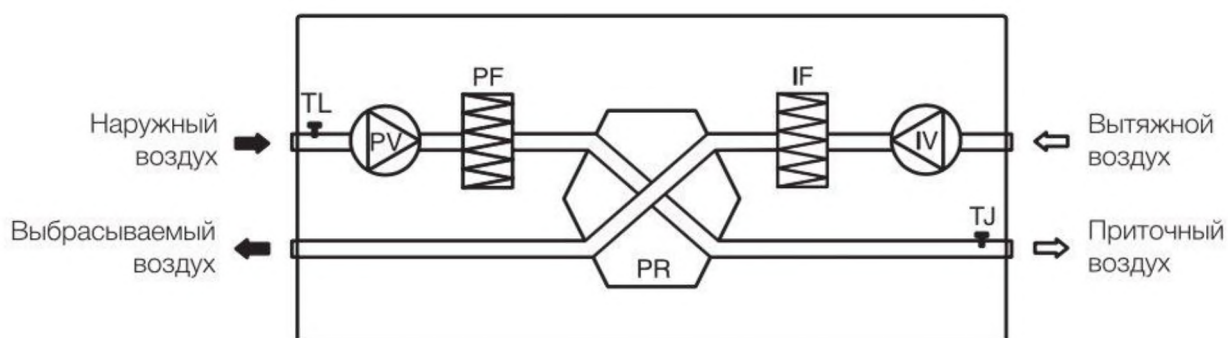 PF
IF
TL
Наружный
воздух
PV
IV
Вытяжной
воздух
Выбрасываемый
воздух
PR
TJ
Приточный
воздух